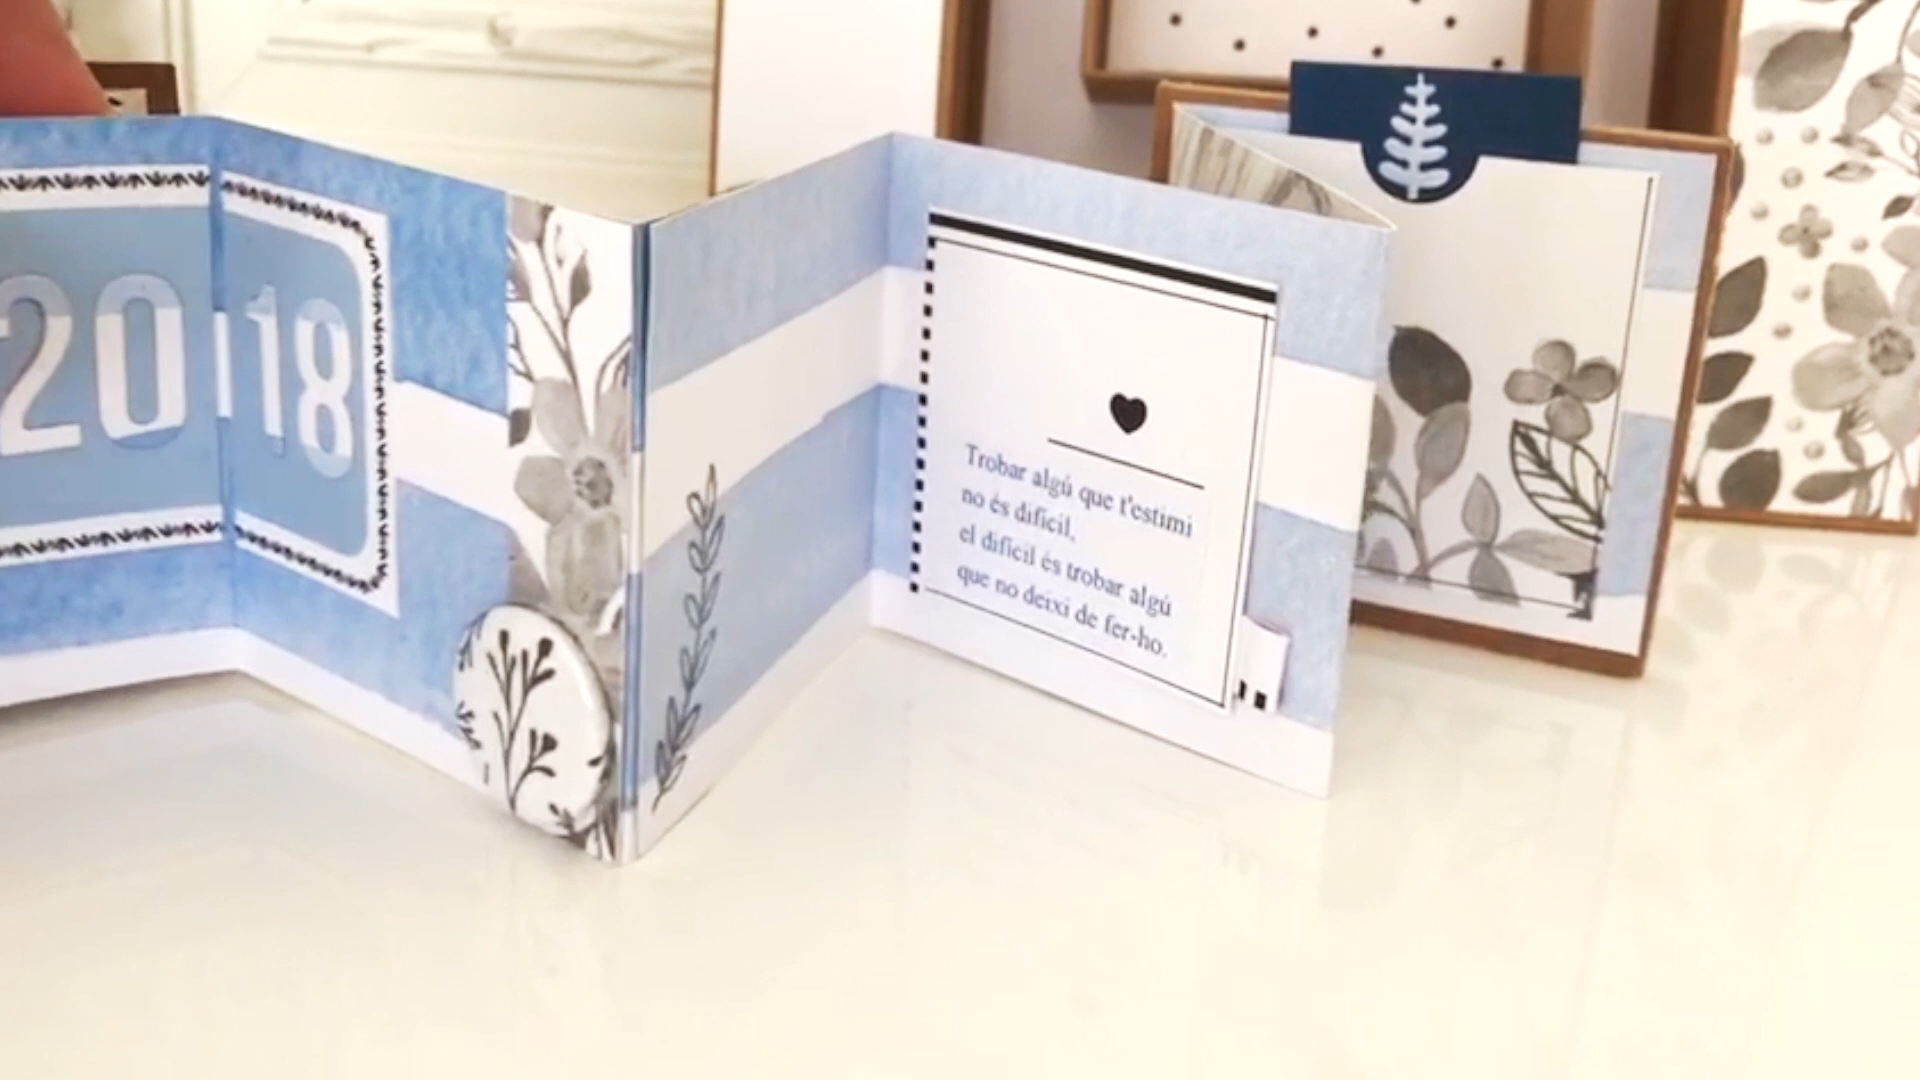 2018
Trobar algú que t'estimi
no és difícil,
el difícil és trobar algú
que no deixi de fer-ho.